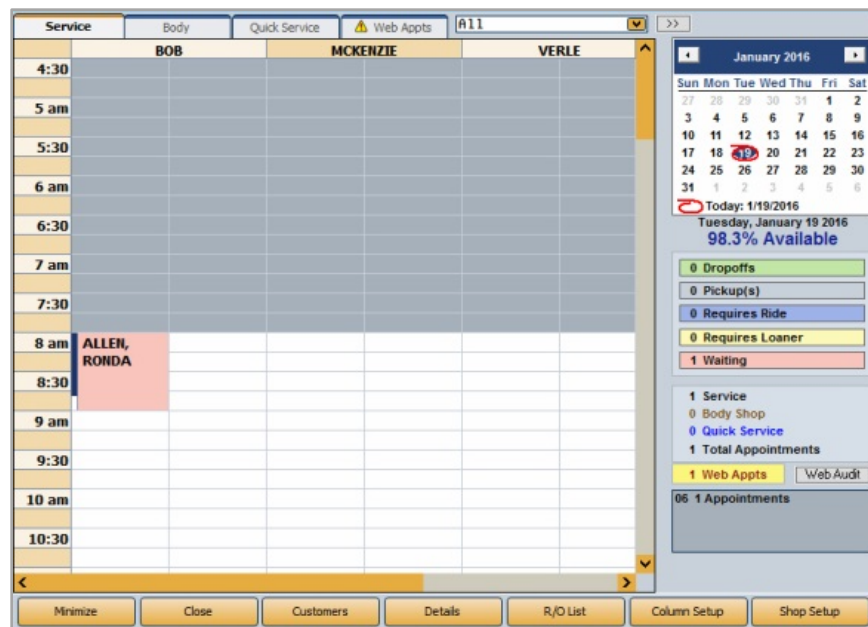 Service Body Quick Service Web Appts All >>
BOB MCKENZIE VERLE
4:30
5 am
5:30
6 am
6:30
7 am
7:30
8 am
8:30
9 am
9:30
10 am
10:30
ALLEN,
RONDA
January 2016
Sun Mon Tue Wed Thu Fri Sat
27 28 29 30 31 1 2
3 4 5 6 7 8 9
10 11 12 13 14 15 16
17 18 19 20 21 22 23
24 25 26 27 28 29 30
31 1 2 3 4 5 6
Today: 1/19/2016
Tuesday, January 19 2016
98.3% Available
0 Dropoffs
0 Pickup(s)
0 Requires Ride
0 Requires Loaner
1 Waiting
1 Service
0 Body Shop
0 Quick Service
1 Total Appointments
1 Web Appts Web Audit
06 1 Appointments
Minimize Close Customers Details R/O List Column Setup Shop Setup